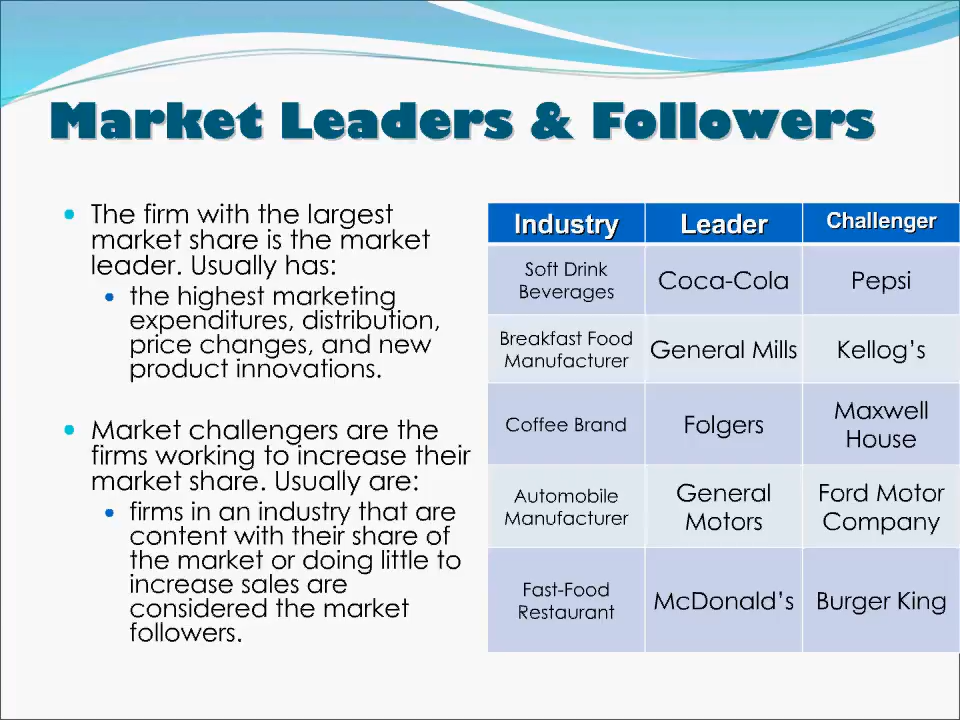 Market Leaders & Followers
• The firm with the largest
market share is the market
leader. Usually has:
• the highest marketing
expenditures, distribution,
price changes, and new
product innovations.
• Market challengers are the
firms working to increase their
market share. Usually are:
• firms in an industry that are
content with their share of
the market or doing little to
increase sales are
considered the market
followers.
Industry Leader Challenger
Soft Drink
Beverages
Coca-Cola
Pepsi
Breakfast Food
Manufacturer
General Mills
Kellog's
Coffee Brand
Folgers
Maxwell
House
Automobile
Manufacturer
General
Motors
Ford Motor
Company
Fast-Food
Restaurant
McDonald's
Burger King